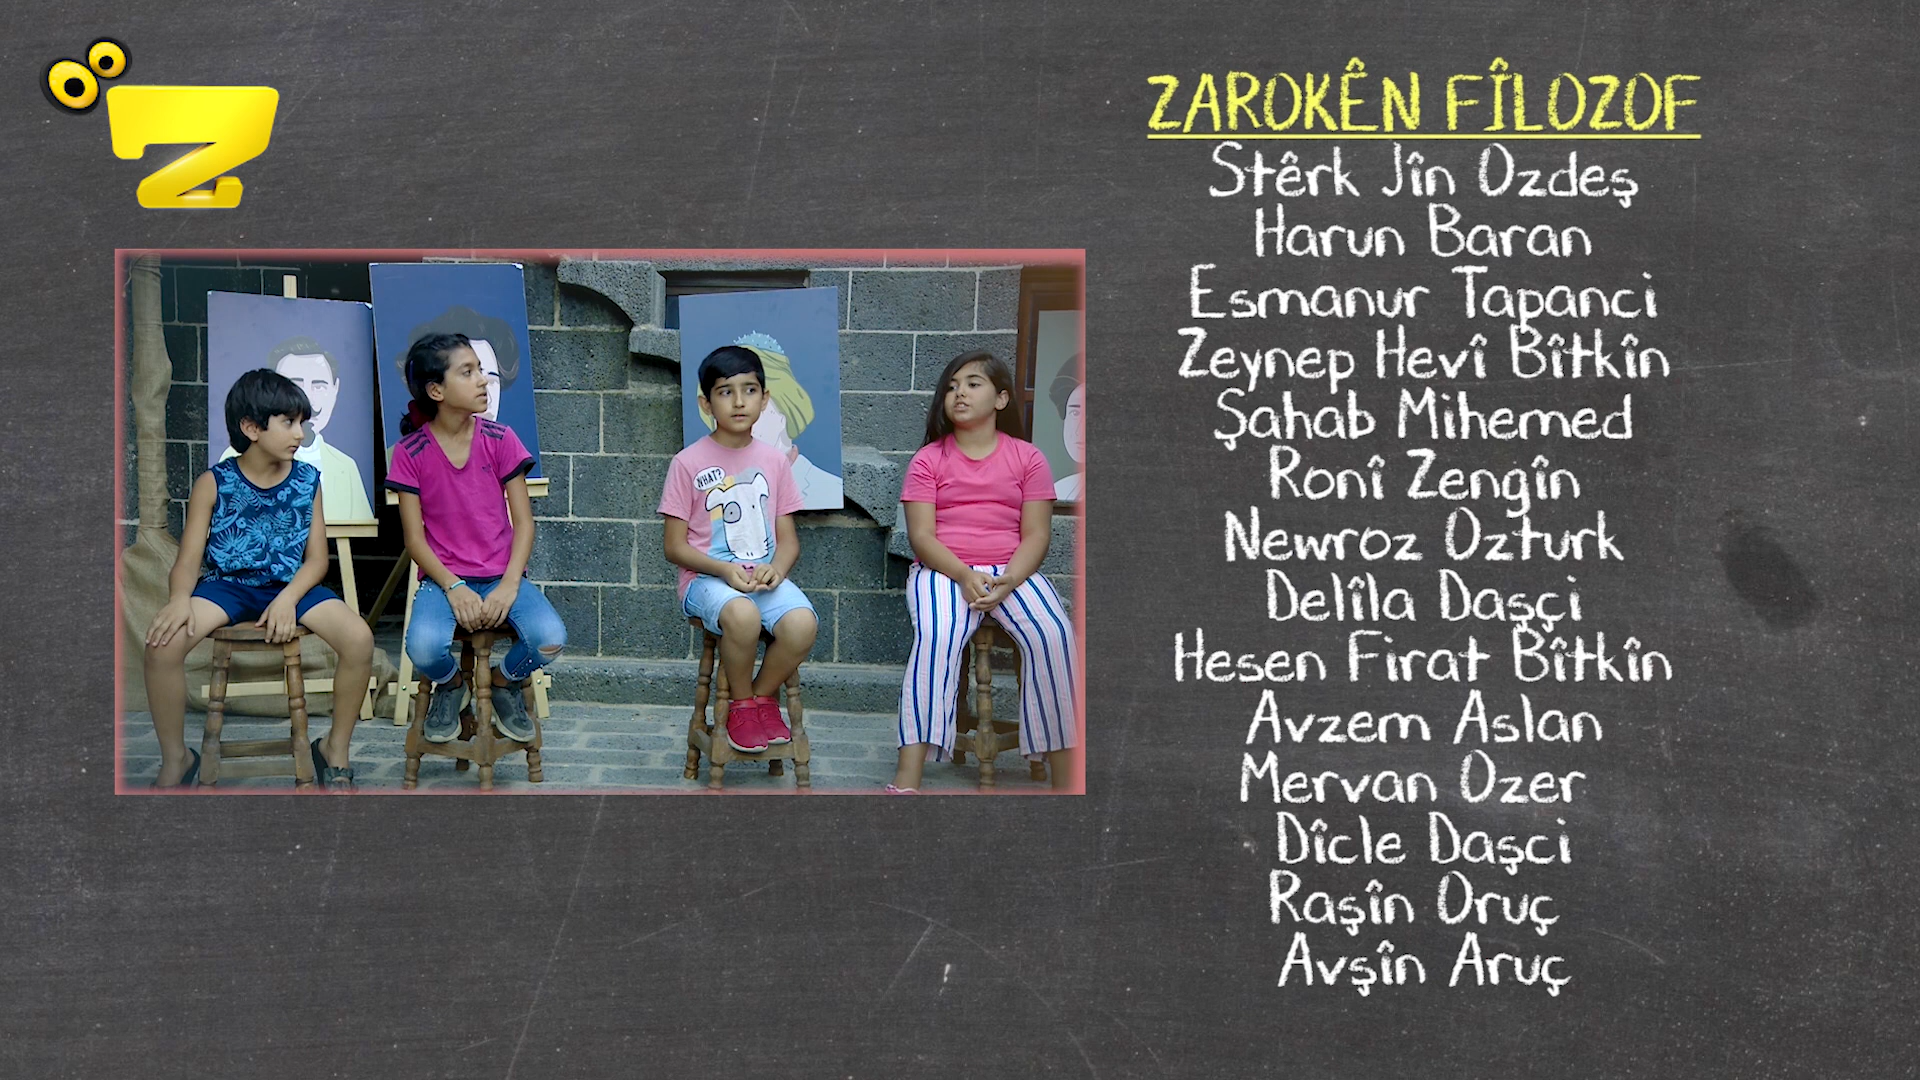 Z
ZAROKÊN FÎLOZOF
Stêrk Jîn Ozdeş
Harun Baran
Esmanur Tapanci
Zeynep Hevî Bîtkîn
Şahab Mihemed
Ronî Zengîn
Newroz Ozturk
Delîla Daşçi
Hesen Firat Bîtkîn
Avzem Aslan
Mervan Ozer
Dîcle Daşci
Raşîn Oruç
Avşîn Aruç
WHAT?